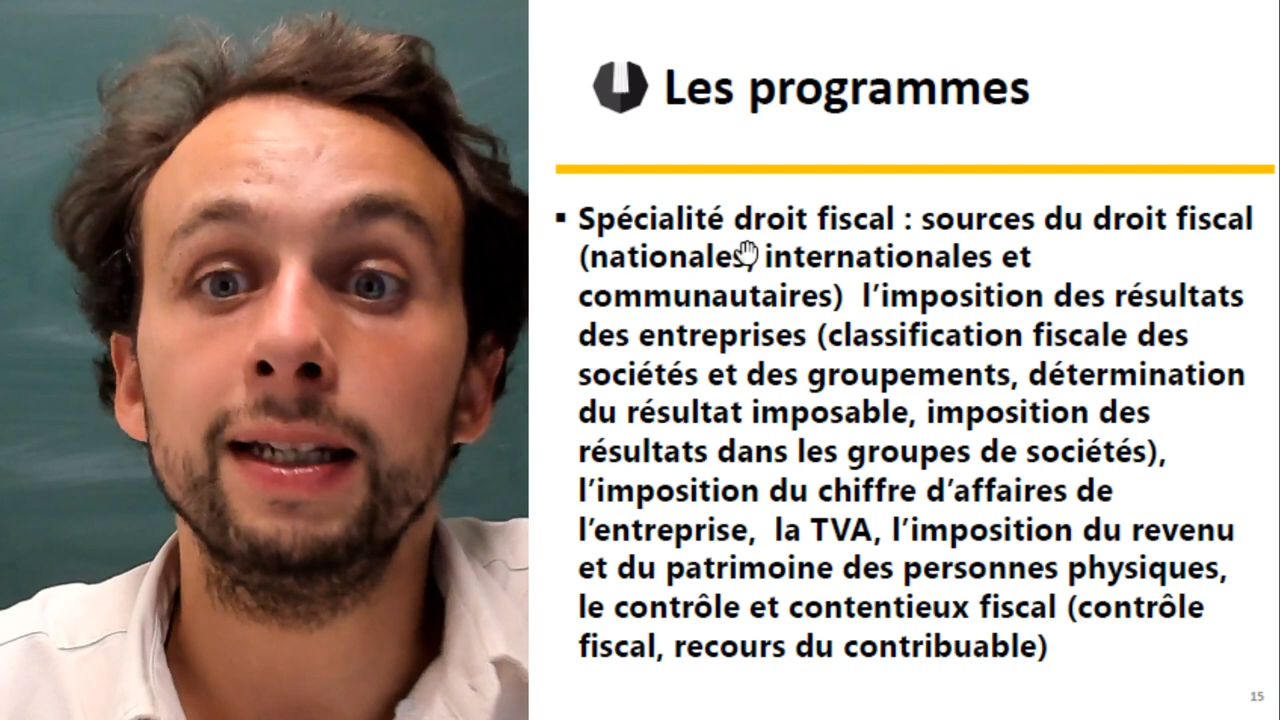 Les programmes
▪ Spécialité droit fiscal : sources du droit fiscal
(nationales, internationales et
communautaires)  l’imposition des résultats
des entreprises (classification fiscale des
sociétés et des groupements, détermination
du résultat imposable, imposition des
résultats dans les groupes de sociétés),
l’imposition du chiffre d’affaires de
l’entreprise,  la TVA, l’imposition du revenu
et du patrimoine des personnes physiques,
le contrôle et contentieux fiscal (contrôle
fiscal, recours du contribuable)
15